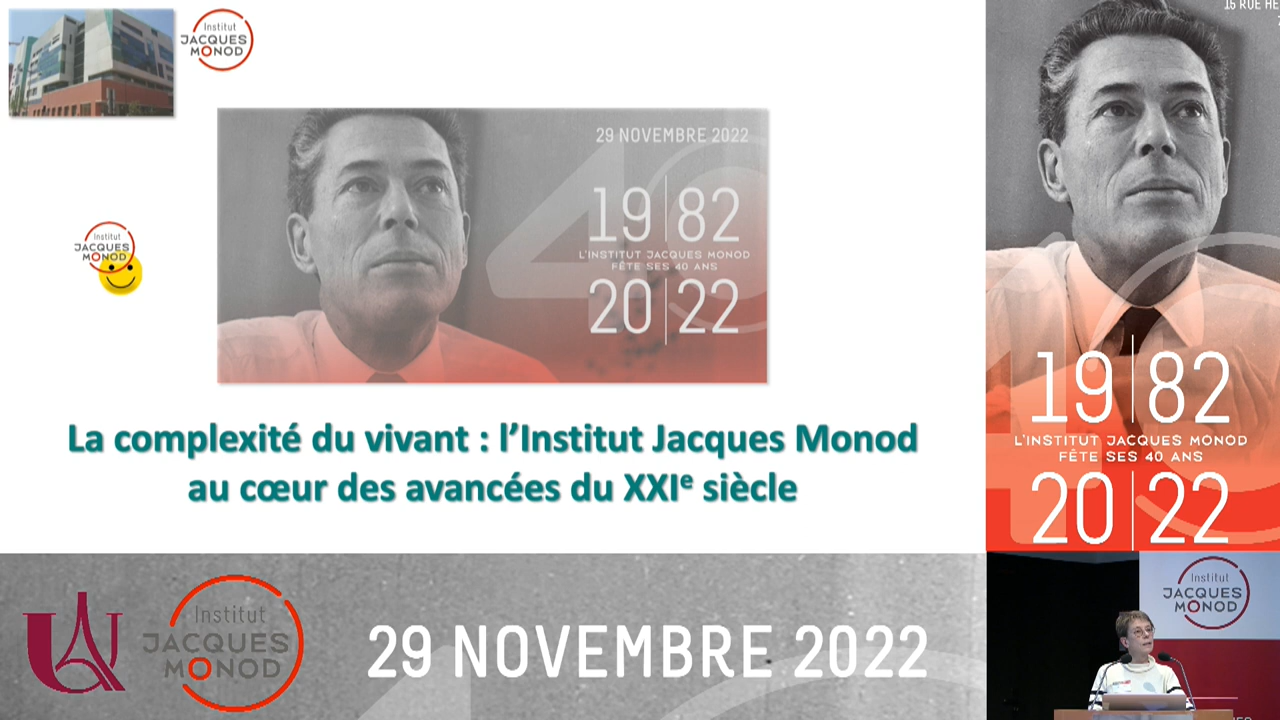 Institut
JACQUES
MONOD
29 NOVEMBRE 2022
19 82
L'INSTITUT JACQUES MONOD
FÊTE SES 40 ANS
20 22
Institut
JACQUES
MONOD
La complexité du vivant : l'Institut Jacques Monod
au cœur des avancées du XXIe siècle
Institut
JACQUES
MONOD
29 NOVEMBRE 2022
15 RUE
19 82
L'INSTITUT JACQUES MONOD
FÊTE SES 40 ANS
20 22
Institut
JACQUES
MONOD